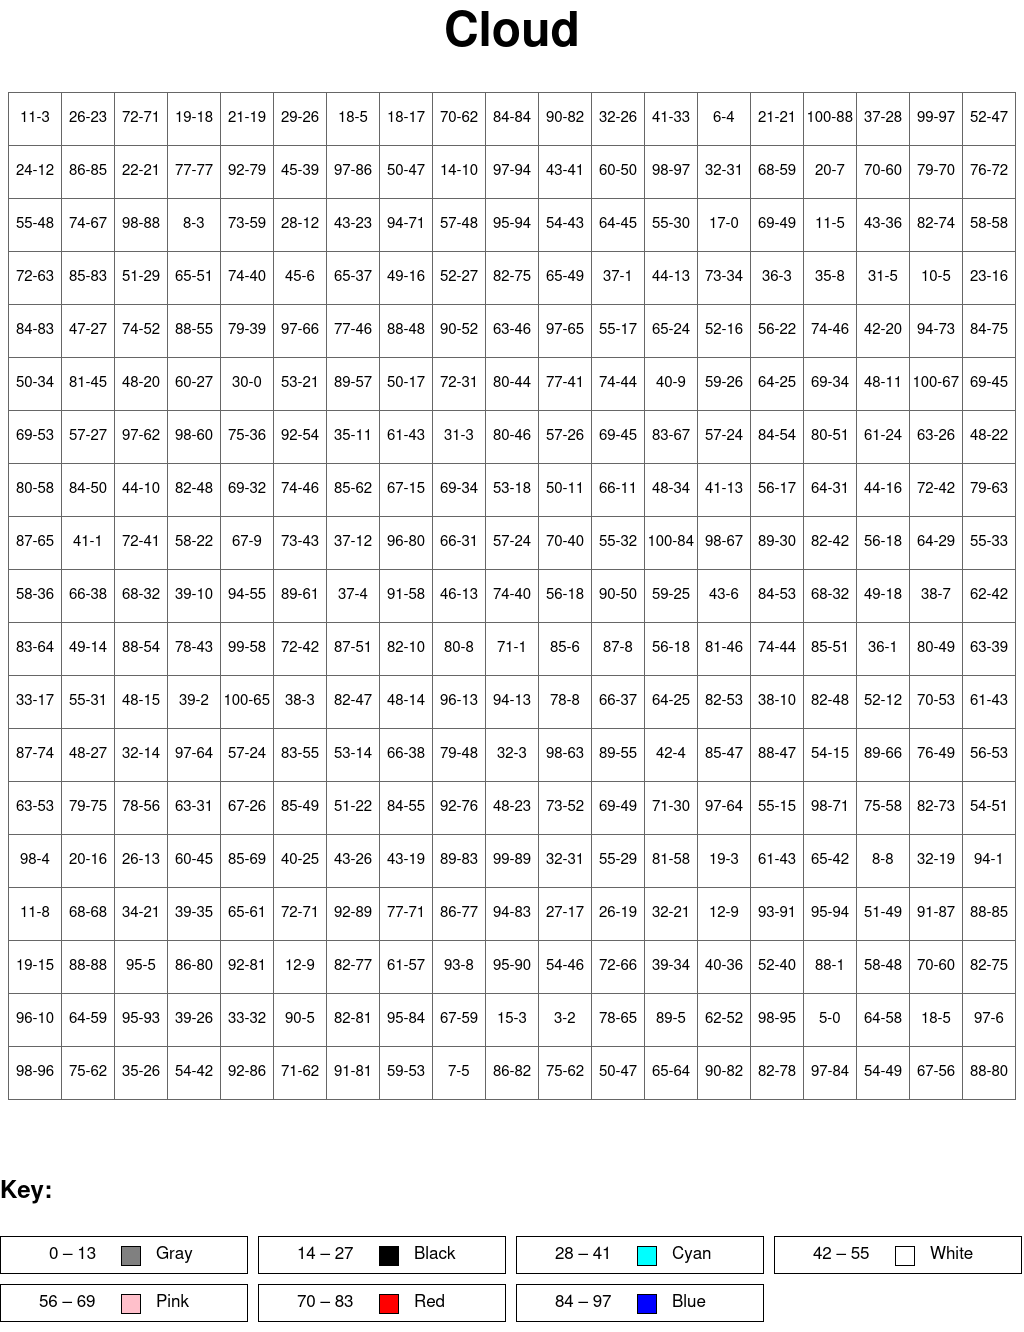 Cloud
11-3 26-23 72-71 19-18 21-19 29-26 18-5 18-17 70-62 84-84 90-82 32-26 41-33 6-4 21-21 100-88 37-28 99-97 52-47
24-12 86-85 22-21 77-77 92-79 45-39 97-86 50-47 14-10 97-94 43-41 60-50 98-97 32-31 68-59 20-7 70-60 79-70 76-72
55-48 74-67 98-88 8-3 73-59 28-12 43-23 94-71 57-48 95-94 54-43 64-45 55-30 17-0 69-49 11-5 43-36 82-74 58-58
72-63 85-83 51-29 65-51 74-40 45-6 65-37 49-16 52-27 82-75 65-49 37-1 44-13 73-34 36-3 35-8 31-5 10-5 23-16
84-83 47-27 74-52 88-55 79-39 97-66 77-46 88-48 90-52 63-46 97-65 55-17 65-24 52-16 56-22 74-46 42-20 94-73 84-75
50-34 81-45 48-20 60-27 30-0 53-21 89-57 50-17 72-31 80-44 77-41 74-44 40-9 59-26 64-25 69-34 48-11 100-67 69-45
69-53 57-27 97-62 98-60 75-36 92-54 35-11 61-43 31-3 80-46 57-26 69-45 83-67 57-24 84-54 80-51 61-24 63-26 48-22
80-58 84-50 44-10 82-48 69-32 74-46 85-62 67-15 69-34 53-18 50-11 66-11 48-34 41-13 56-17 64-31 44-16 72-42 79-63
87-65 41-1 72-41 58-22 67-9 73-43 37-12 96-80 66-31 57-24 70-40 55-32 100-84 98-67 89-30 82-42 56-18 64-29 55-33
58-36 66-38 68-32 39-10 94-55 89-61 37-4 91-58 46-13 74-40 56-18 90-50 59-25 43-6 84-53 68-32 49-18 38-7 62-42
83-64 49-14 88-54 78-43 99-58 72-42 87-51 82-10 80-8 71-1 85-6 87-8 56-18 81-46 74-44 85-51 36-1 80-49 63-39
33-17 55-31 48-15 39-2 100-65 38-3 82-47 48-14 96-13 94-13 78-8 66-37 64-25 82-53 38-10 82-48 52-12 70-53 61-43
87-74 48-27 32-14 97-64 57-24 83-55 53-14 66-38 79-48 32-3 98-63 89-55 42-4 85-47 88-47 54-15 89-66 76-49 56-53
63-53 79-75 78-56 63-31 67-26 85-49 51-22 84-55 92-76 48-23 73-52 69-49 71-30 97-64 55-15 98-71 75-58 82-73 54-51
98-4 20-16 26-13 60-45 85-69 40-25 43-26 43-19 89-83 99-89 32-31 55-29 81-58 19-3 61-43 65-42 8-8 32-19 94-1
11-8 68-68 34-21 39-35 65-61 72-71 92-89 77-71 86-77 94-83 27-17 26-19 32-21 12-9 93-91 95-94 51-49 91-87 88-85
19-15 88-88 95-5 86-80 92-81 12-9 82-77 61-57 93-8 95-90 54-46 72-66 39-34 40-36 52-40 88-1 58-48 70-60 82-75
96-10 64-59 95-93 39-26 33-32 90-5 82-81 95-84 67-59 15-3 3-2 78-65 89-5 62-52 98-95 5-0 64-58 18-5 97-6
98-96 75-62 35-26 54-42 92-86 71-62 91-81 59-53 7-5 86-82 75-62 50-47 65-64 90-82 82-78 97-84 54-49 67-56 88-80
Key:
0 – 13 Gray 14 – 27 Black 28 – 41 Cyan 42 – 55 White
56 – 69 Pink 70 – 83 Red 84 – 97 Blue